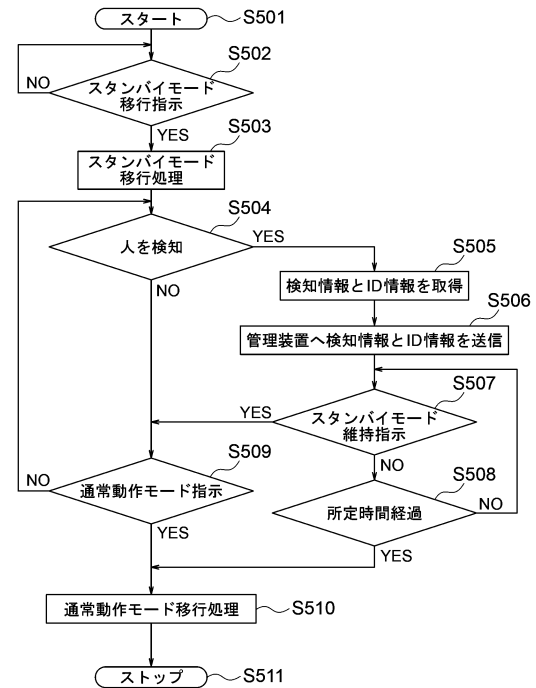 スタート S501
S502
NO
スタンバイモード
移行指示
YES
S503
スタンバイモード
移行処理
S504
人を検知
YES
NO
S505
検知情報とID情報を取得
S506
管理装置へ検知情報とID情報を送信
S507
スタンバイモード
維持指示
YES
NO
S508
所定時間経過
NO
YES
S509
通常動作モード指示
NO
YES
通常動作モード移行処理 S510
ストップ S511